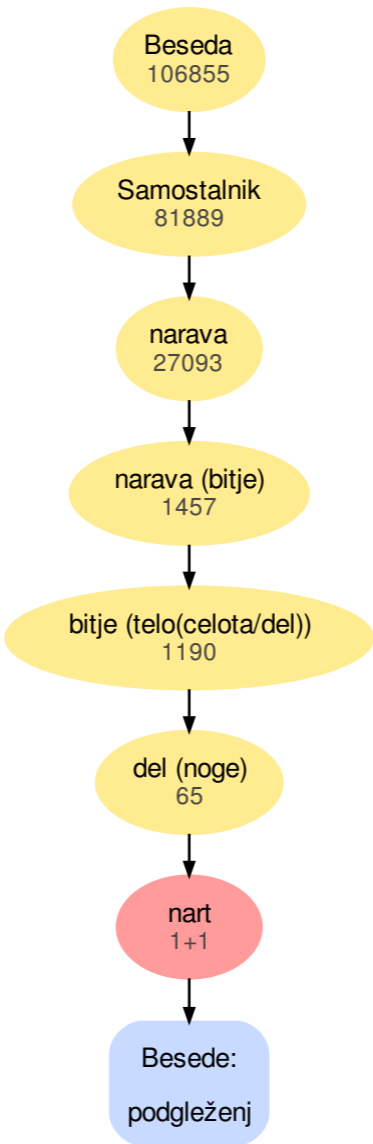 Beseda
106855
Samostalnik
81889
narava
27093
narava (bitje)
1457
bitje (telo(celota/del))
1190
del (noge)
65
nart
1+1
Besede:
podgleženj